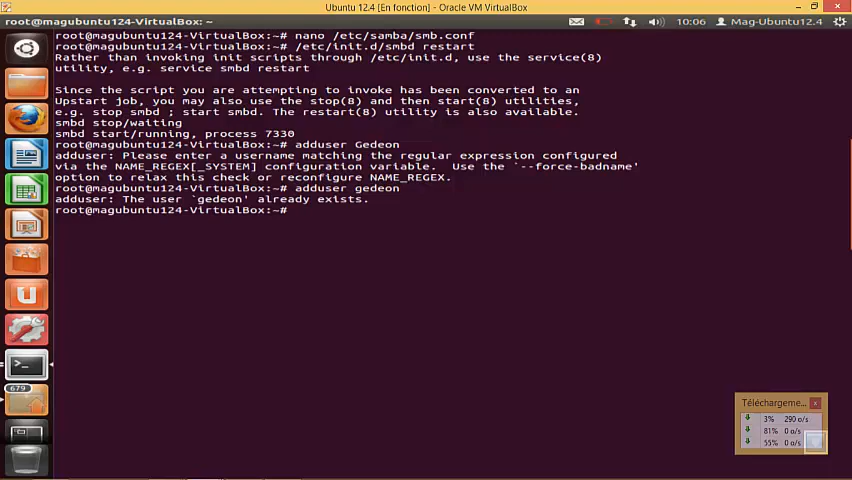 Ubuntu 12.4 [En fonction] - Oracle VM VirtualBox
root@magubuntu124-VirtualBox: ~
10:06
Mag-Ubuntu12.4
root@magubuntu124-VirtualBox:~# nano /etc/samba/smb.conf
root@magubuntu124-VirtualBox:~# /etc/init.d/smbd restart
Rather than invoking init scripts through /etc/init.d, use the service(8)
utility, e.g. service smbd restart
Since the script you are attempting to invoke has been converted to an
Upstart job, you may also use the stop(8) and then start(8) utilities,
e.g. stop smbd ; start smbd. The restart(8) utility is also available.
smbd stop/waiting
smbd start/running, process 7330
root@magubuntu124-VirtualBox:~# adduser Gedeon
adduser: Please enter a username matching the regular expression configured
via the NAME_REGEX[_SYSTEM] configuration variable.  Use the `--force-badname'
option to relax this check or reconfigure NAME_REGEX.
root@magubuntu124-VirtualBox:~# adduser gedeon
adduser: The user `gedeon' already exists.
root@magubuntu124-VirtualBox:~#
679
Téléchargeme...
3% 290 o/s
81% 0 o/s
55% 0 o/s